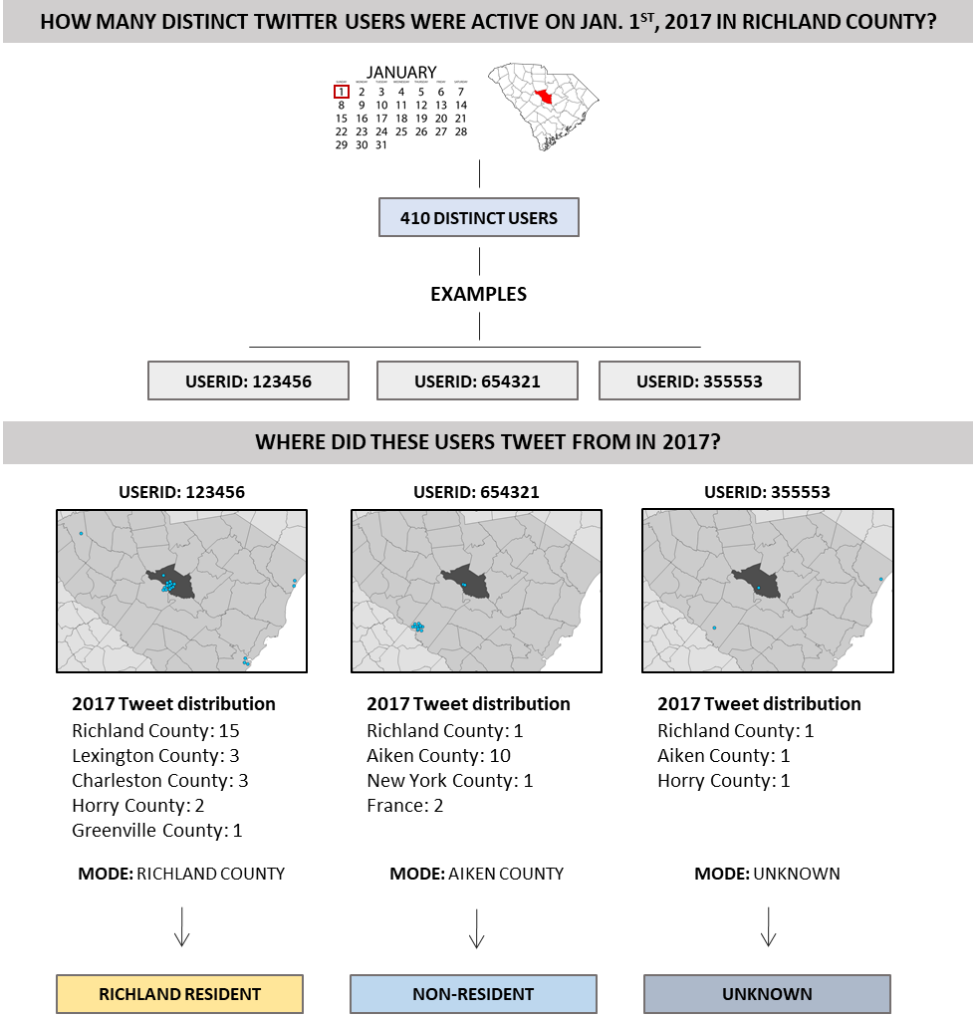 HOW MANY DISTINCT TWITTER USERS WERE ACTIVE ON JAN. 1ST, 2017 IN RICHLAND COUNTY?
JANUARY
1 2 3 4 5 6 7
8 9 10 11 12 13 14
15 16 17 18 19 20 21
22 23 24 25 26 27 28
29 30 31
410 DISTINCT USERS
EXAMPLES
USERID: 123456
USERID: 654321
USERID: 355553
WHERE DID THESE USERS TWEET FROM IN 2017?
USERID: 123456
2017 Tweet distribution
Richland County: 15
Lexington County: 3
Charleston County: 3
Horry County: 2
Greenville County: 1
MODE: RICHLAND COUNTY
RICHLAND RESIDENT
USERID: 654321
2017 Tweet distribution
Richland County: 1
Aiken County: 10
New York County: 1
France: 2
MODE: AIKEN COUNTY
NON-RESIDENT
USERID: 355553
2017 Tweet distribution
Richland County: 1
Aiken County: 1
Horry County: 1
MODE: UNKNOWN
UNKNOWN